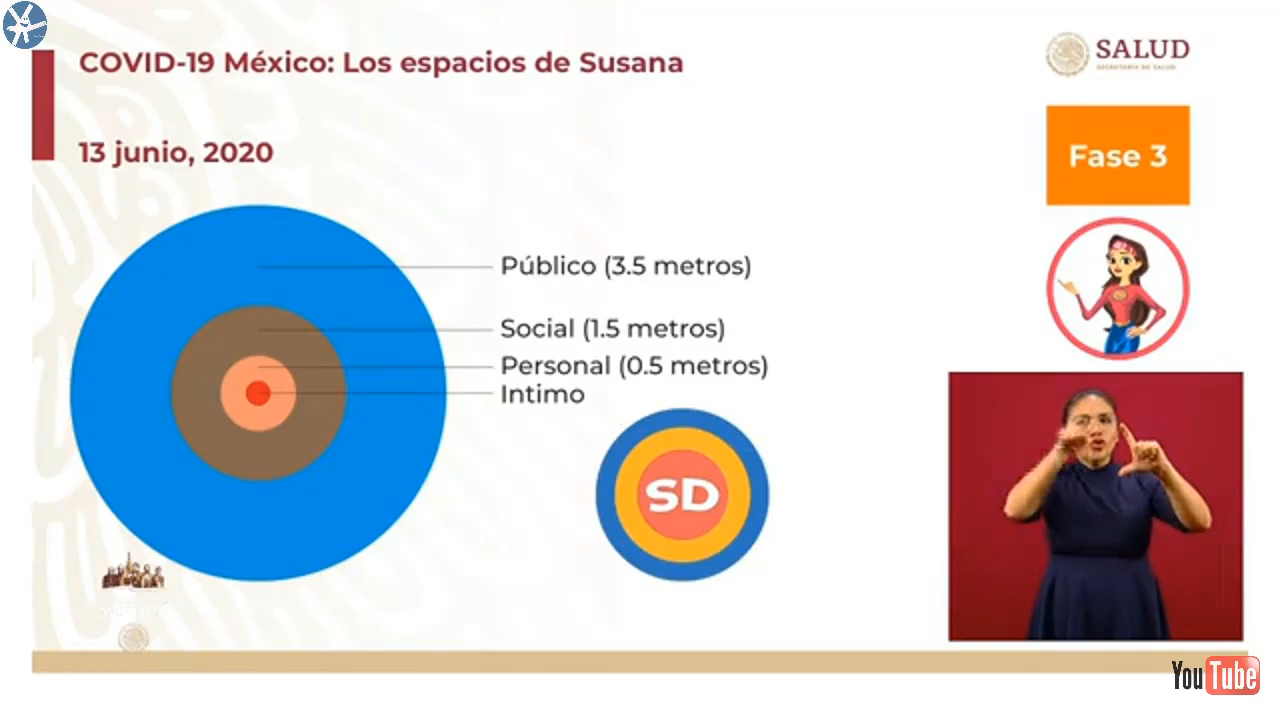 COVID-19 México: Los espacios de Susana
SALUD
SECRETARÍA DE SALUD
13 junio, 2020
Fase 3
Público (3.5 metros)
Social (1.5 metros)
Personal (0.5 metros)
Intimo
SD
YouTube